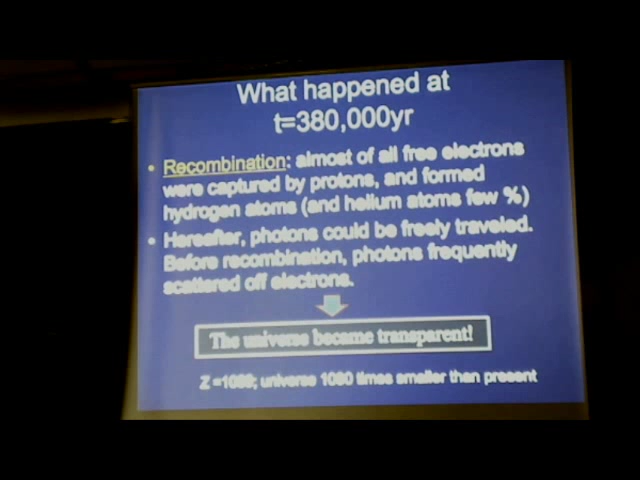 What happened at
t=380,000yr
• Recombination: almost of all free electrons
were captured by protons, and formed
hydrogen atoms (and helium atoms few %)
• Hereafter, photons could be freely traveled.
Before recombination, photons frequently
scattered off electrons.
The universe became transparent!
universe 1080 times smaller than present